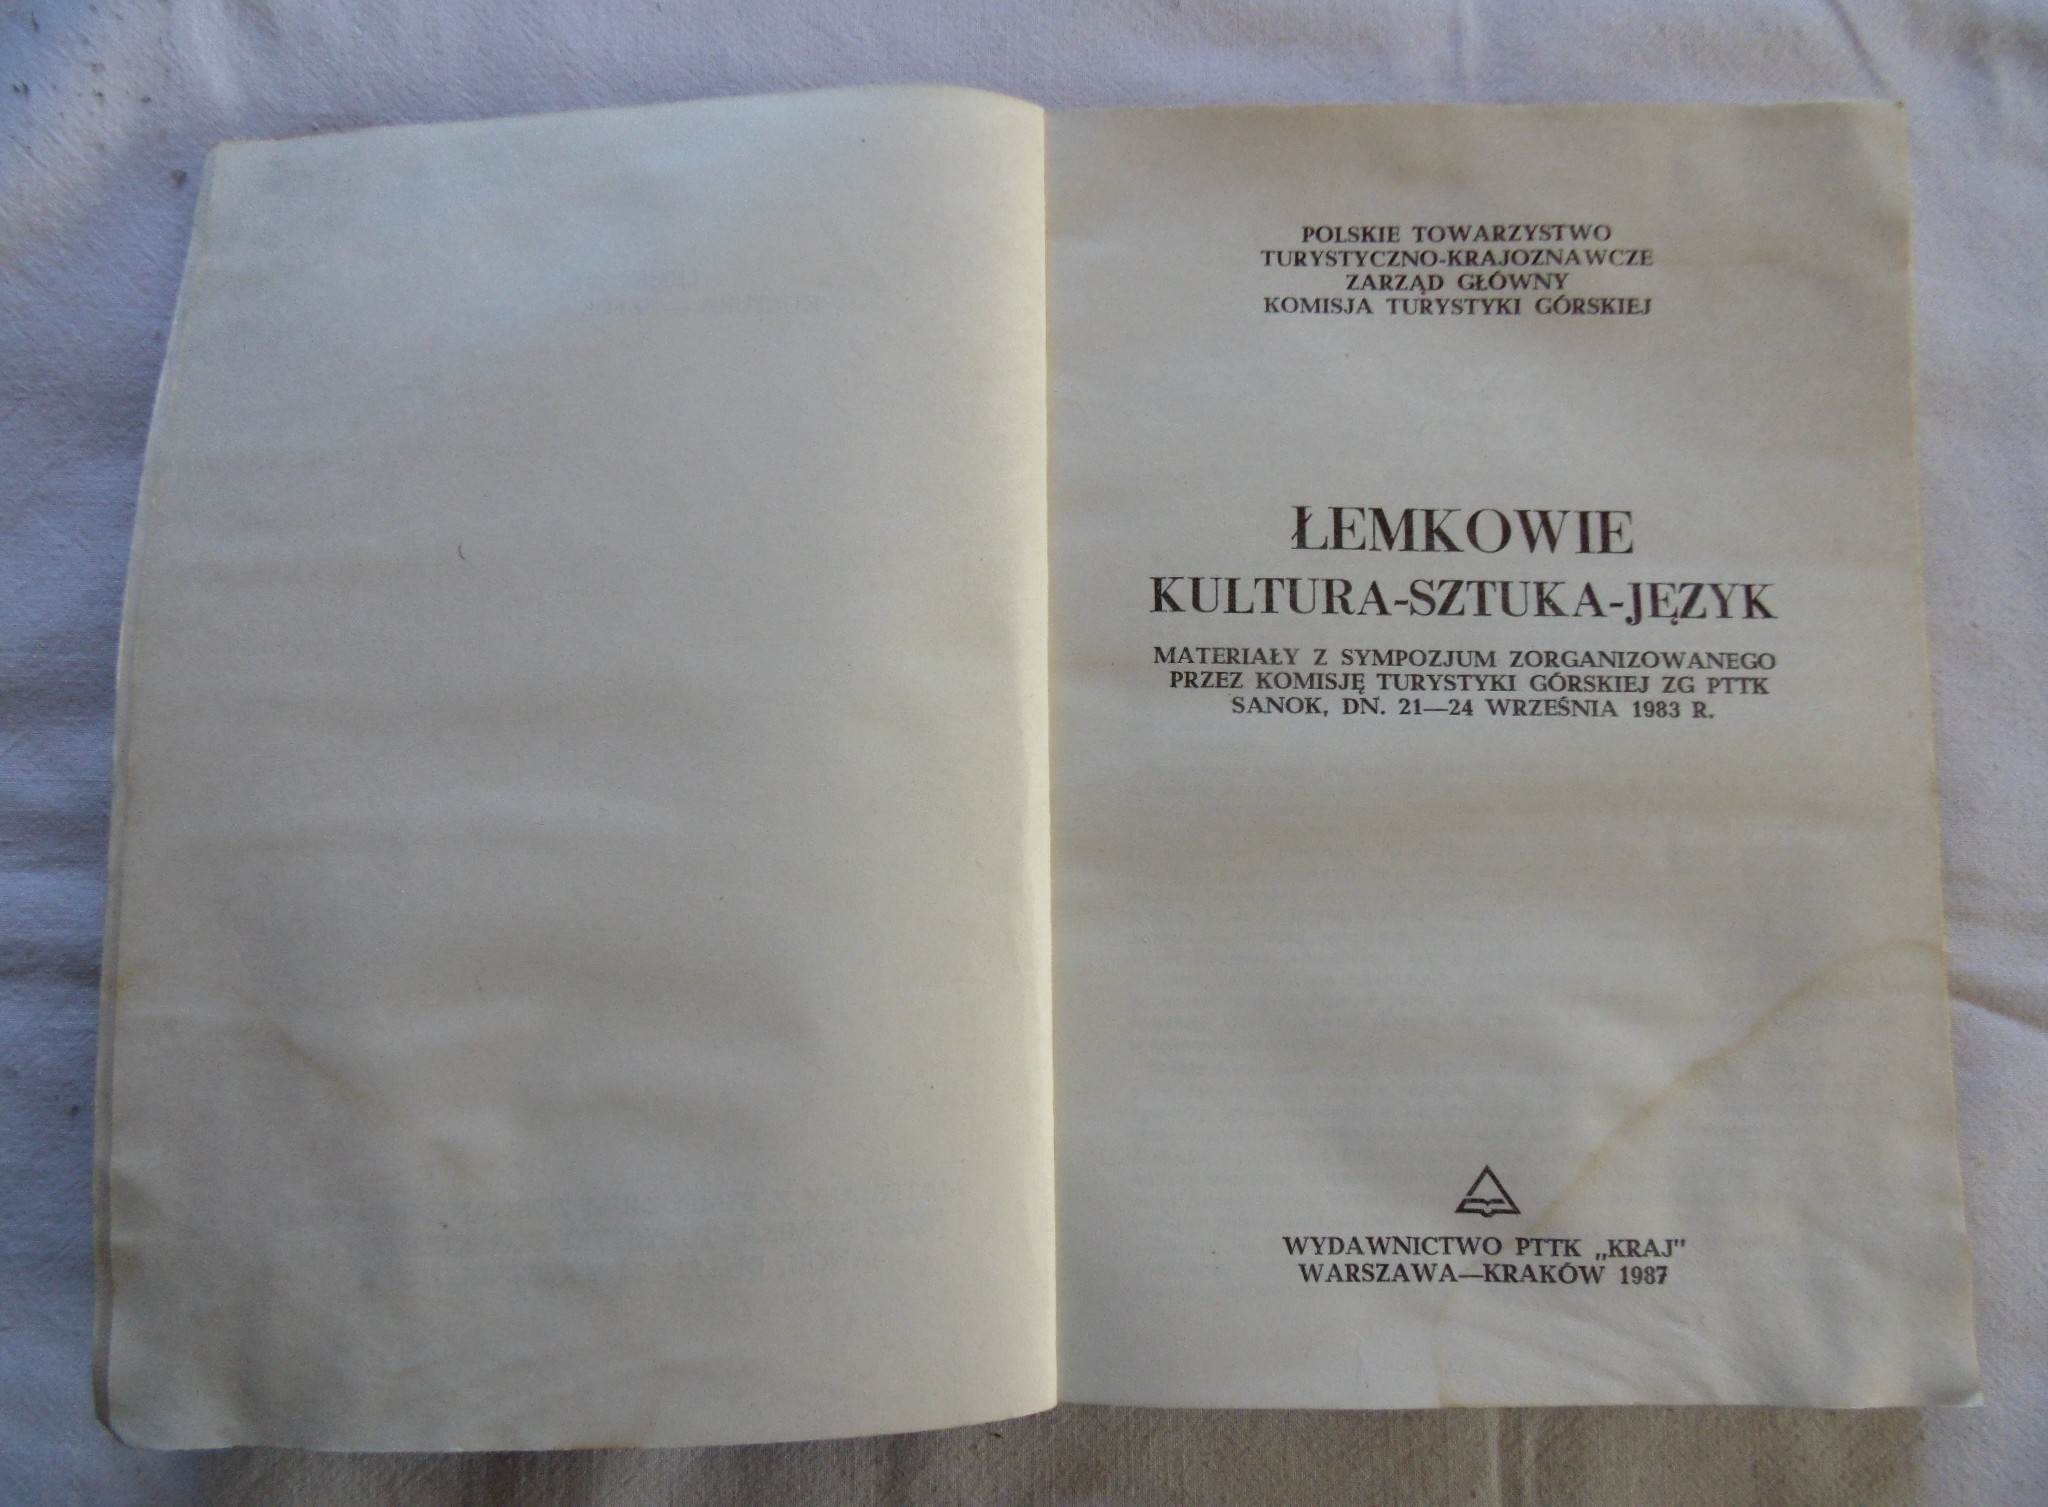 POLSKIE TOWARZYSTWO
TURYSTYCZNO-KRAJOZNAWCZE
ZARZĄD GŁÓWNY
KOMISJA TURYSTYKI GÓRSKIEJ
ŁEMKOWIE
KULTURA-SZTUKA-JĘZYK
MATERIAŁY Z SYMPOZJUM ZORGANIZOWANEGO
PRZEZ KOMISJĘ TURYSTYKI GÓRSKIEJ ZG PTTK
SANOK, DN. 21—24 WRZEŚNIA 1983 R.
WYDAWNICTWO PTTK „KRAJ"
WARSZAWA—KRAKÓW 1987